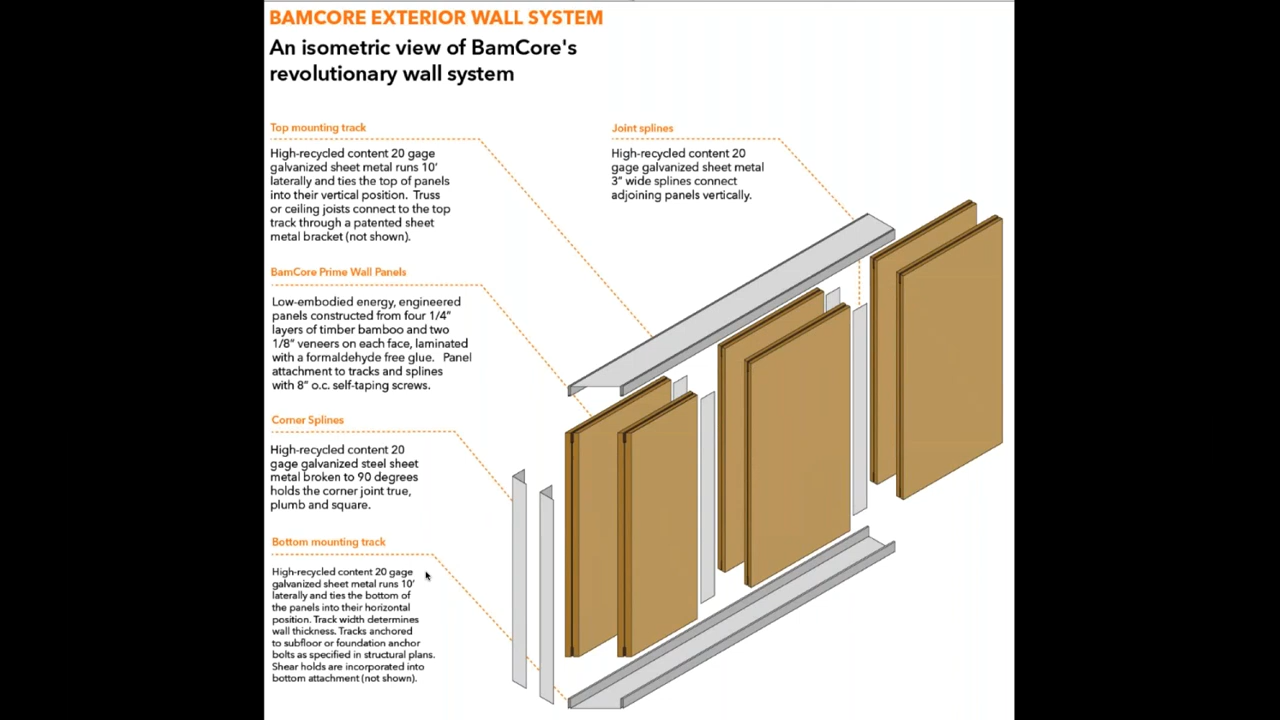 BAMCORE EXTERIOR WALL SYSTEM
An isometric view of BamCore's
revolutionary wall system
Top mounting track
High-recycled content 20 gage
galvanized sheet metal runs 10'
laterally and ties the top of panels
into their vertical position. Truss
or ceiling joists connect to the top
track through a patented sheet
metal bracket (not shown).
Joint splines
High-recycled content 20
gage galvanized sheet metal
3" wide splines connect
adjoining panels vertically.
BamCore Prime Wall Panels
Low-embodied energy, engineered
panels constructed from four 1/4"
layers of timber bamboo and two
1/8" veneers on each face, laminated
with a formaldehyde free glue. Panel
attachment to tracks and splines
with 8" o.c. self-taping screws.
Corner Splines
High-recycled content 20
gage galvanized steel sheet
metal broken to 90 degrees
holds the corner joint true,
plumb and square.
Bottom mounting track
High-recycled content 20 gage
galvanized sheet metal runs 10'
laterally and ties the bottom of
the panels into their horizontal
position. Track width determines
wall thickness. Tracks anchored
to subfloor or foundation anchor
bolts as specified in structural plans.
Shear holds are incorporated into
bottom attachment (not shown).